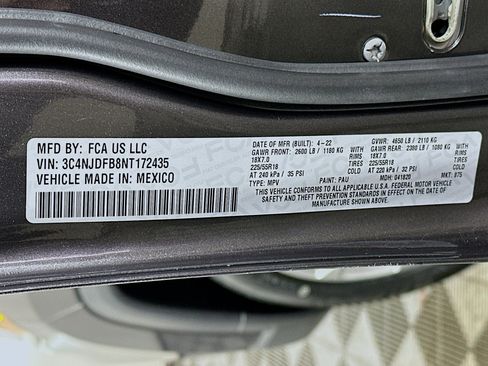 MFD BY: FCA US LLC
VIN: 3C4NJDFB8NT172435
VEHICLE MADE IN: MEXICO
DATE OF MFR (BUILT): 4-22 GVWR: 4650 LB / 2110 KG
GAWR FRONT: 2600 LB / 1180 KG GAWR REAR: 2380 LB / 1080 KG
18X7.0 RIMS 18X7.0 RIMS
225/55R18 TIRES 225/55R18 TIRES
AT 240 kPa / 35 PSI COLD AT 220 kPa / 32 PSI COLD
TYPE: MPV PAINT: PAU MDH: 041820 MKT: 875
THIS VEHICLE CONFORMS TO ALL APPLICABLE U.S.A. FEDERAL MOTOR VEHICLE
SAFETY AND THEFT PREVENTION STANDARDS IN EFFECT ON THE DATE OF
MANUFACTURE SHOWN ABOVE.